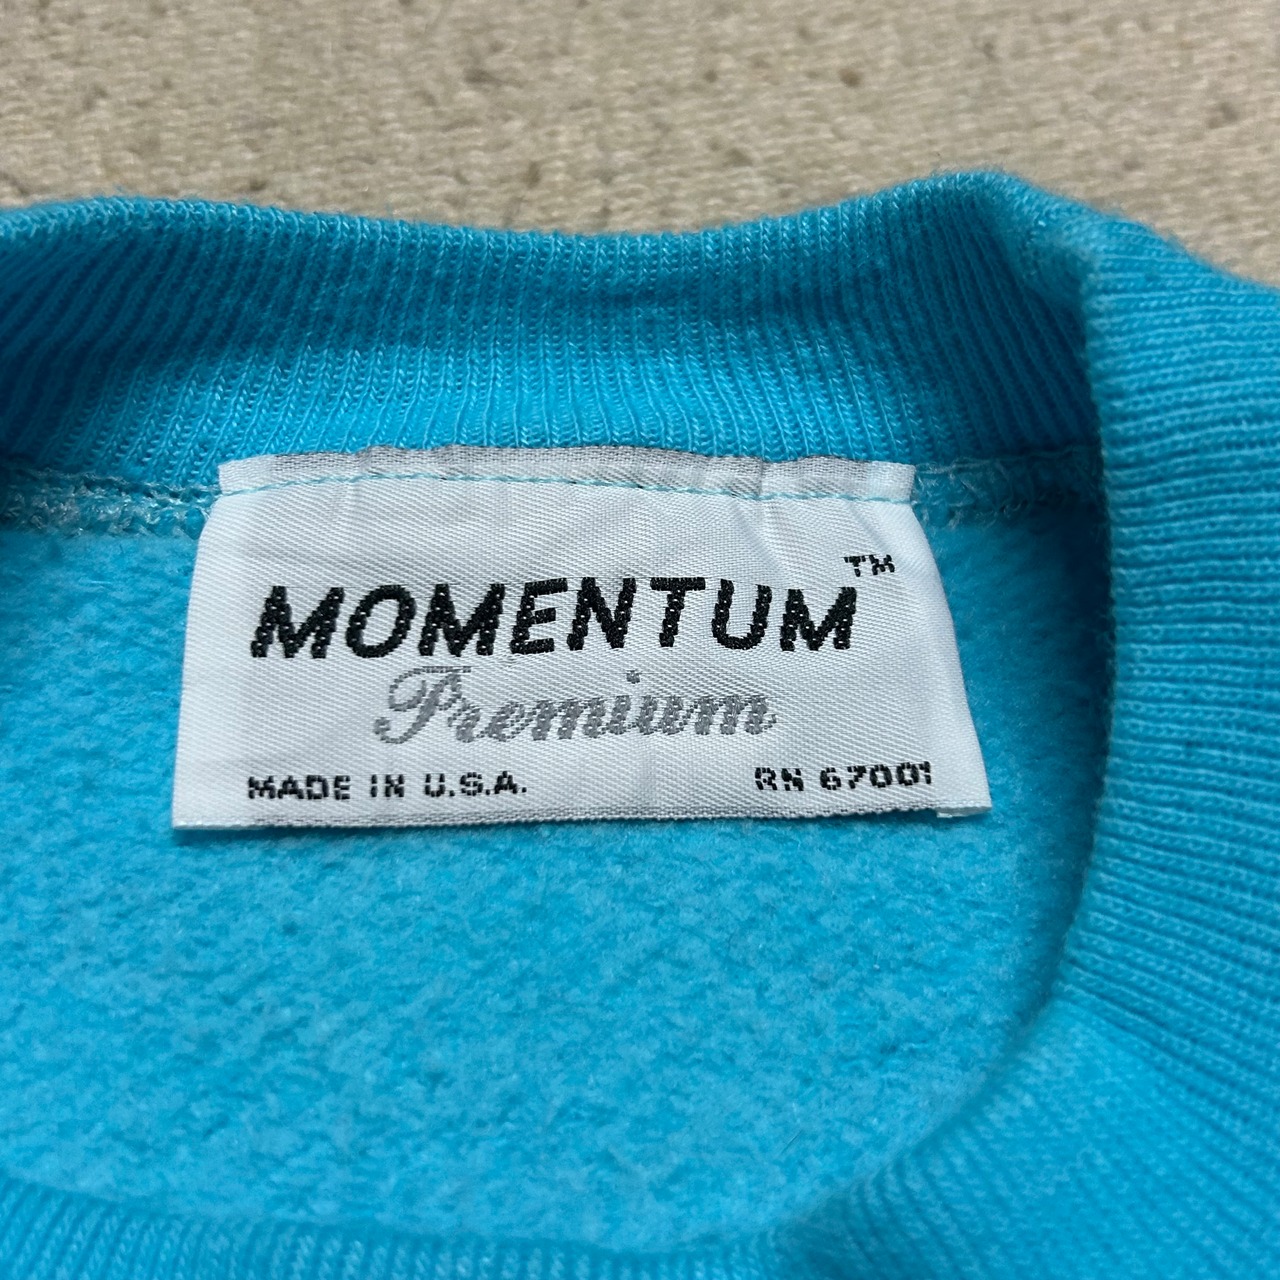 MOMENTUM™
Premium
MADE IN U.S.A. RN 67001